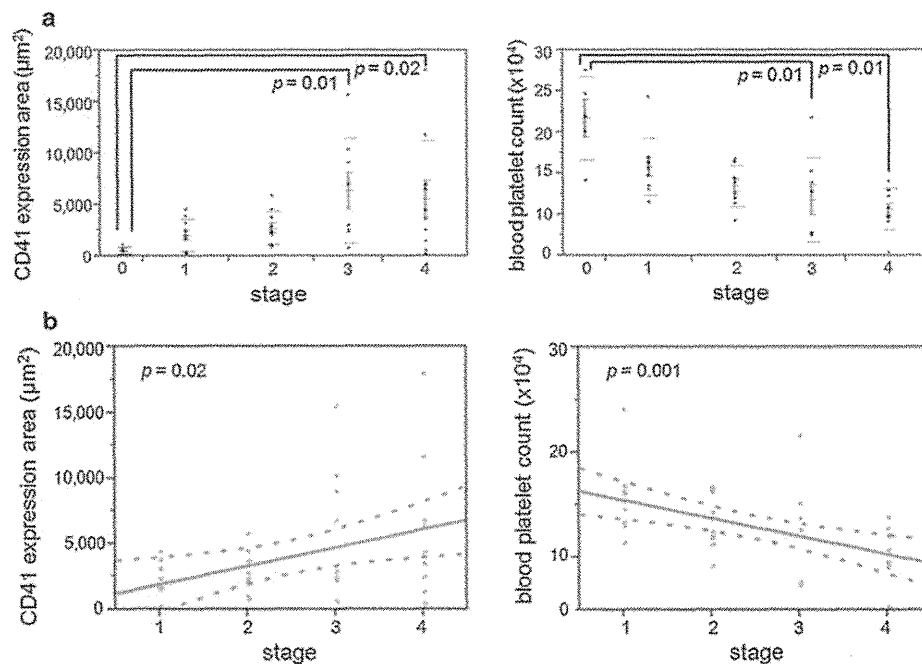 a
CD41 expression area (µm²)
20,000
15,000
10,000
5,000
0
p = 0.02
p = 0.01
0 1 2 3 4
stage
blood platelet count (x10⁴)
30
25
20
15
10
5
0
p = 0.01 p = 0.01
0 1 2 3 4
stage
b
CD41 expression area (µm²)
20,000
15,000
10,000
5,000
0
p = 0.02
1 2 3 4
stage
blood platelet count (x10⁴)
30
20
10
0
p = 0.001
1 2 3 4
stage